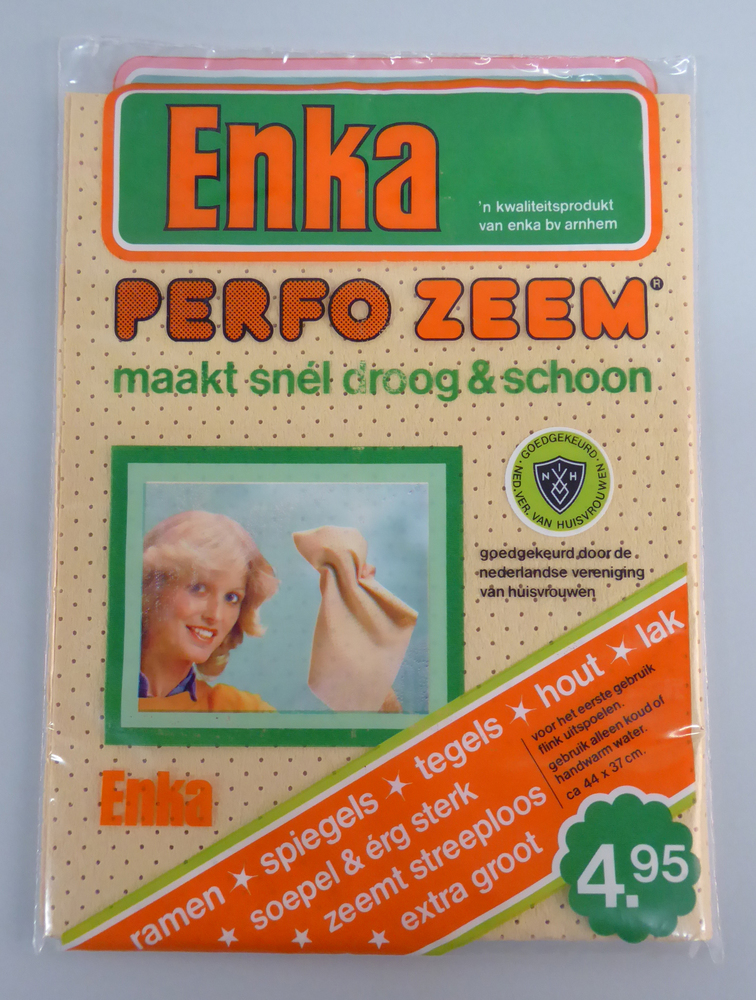 Enka
'n kwaliteitsprodukt
van enka bv arnhem
PERFO ZEEM®
maakt snél droog & schoon
GOEDGEKEURD · NED. VER. VAN HUISVROUWEN ·
N V H
goedgekeurd door de
nederlandse vereniging
van huisvrouwen
ramen ★ spiegels ★ tegels ★ hout ★ lak
★ soepel & érg sterk
★ zeemt streeploos
★ extra groot
voor het eerste gebruik
flink uitspoelen.
gebruik alleen koud of
handwarm water.
ca 44 x 37 cm.
Enka
4.95